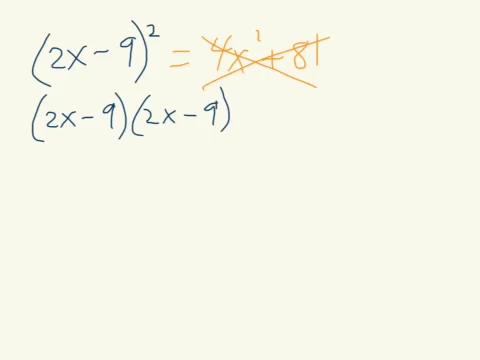 (2x - 9)² = 4x² + 81
(2x - 9)(2x - 9)